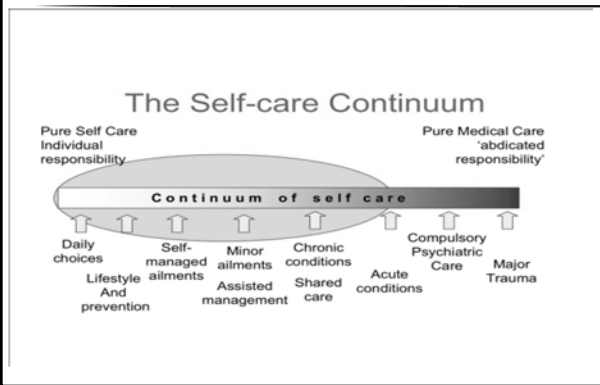 The Self-care Continuum
Pure Self Care
Individual
responsibility
Pure Medical Care
'abdicated
responsibility'
Continuum of self care
Daily
choices
Lifestyle
And
prevention
Self-
managed
ailments
Minor
ailments
Assisted
management
Chronic
conditions
Shared
care
Acute
conditions
Compulsory
Psychiatric
Care
Major
Trauma